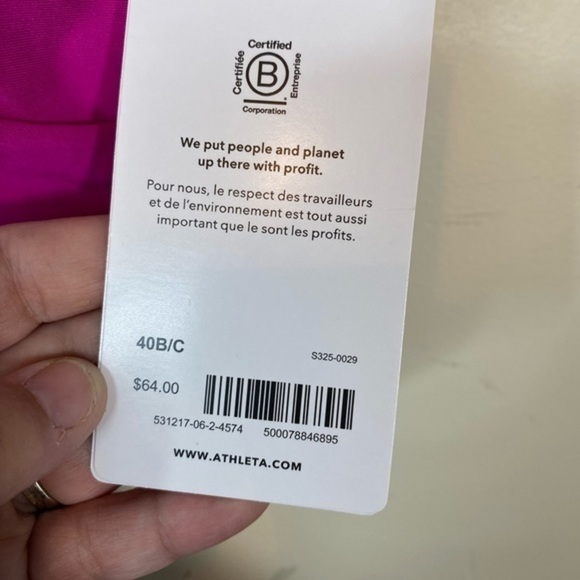 Certified
Certifiée
B
Entreprise
Corporation
We put people and planet
up there with profit.
Pour nous, le respect des travailleurs
et de l'environnement est tout aussi
important que le sont les profits.
40B/C
S325-0029
$64.00
531217-06-2-4574 500078846895
WWW.ATHLETA.COM